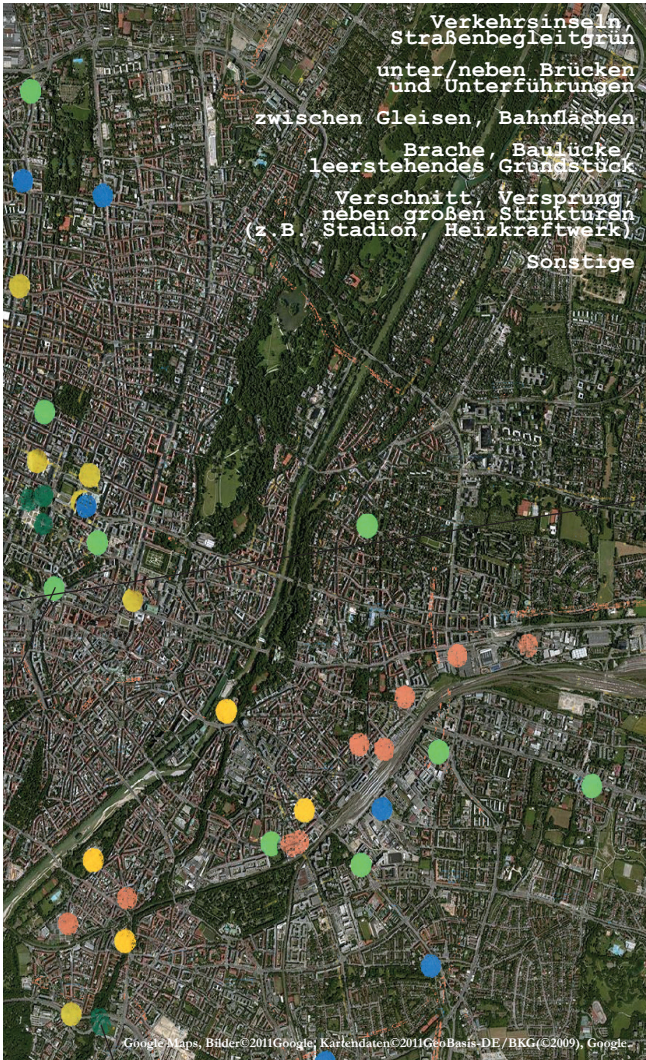 Verkehrsinseln,
Straßenbegleitgrün
unter/neben Brücken
und Unterführungen
zwischen Gleisen, Bahnflächen
Brache, Baulücke,
leerstehendes Grundstück
Verschnitt, Versprung,
neben großen Strukturen
(z.B. Stadion, Heizkraftwerk)
Sonstige
Google Maps, Bilder©2011Google, Kartendaten©2011GeoBasis-DE/BKG(©2009), Google.